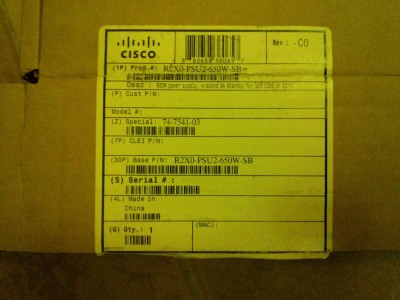 CISCO
Rev : -C0
(1P) Prod.#: R2X0-PSU2-650W-SB=
Desc : 650W power supply, w/added 5A Standby for UCS C200 or C210
(P) Cust P/N:
Model #:
(Z) Special: 74-7541-03
(7P) CLEI P/N:
(30P) Base P/N: R2X0-PSU2-650W-SB
(S) Serial # :
(4L) Made in
China
(MAC):
(Q) Qty.: 1